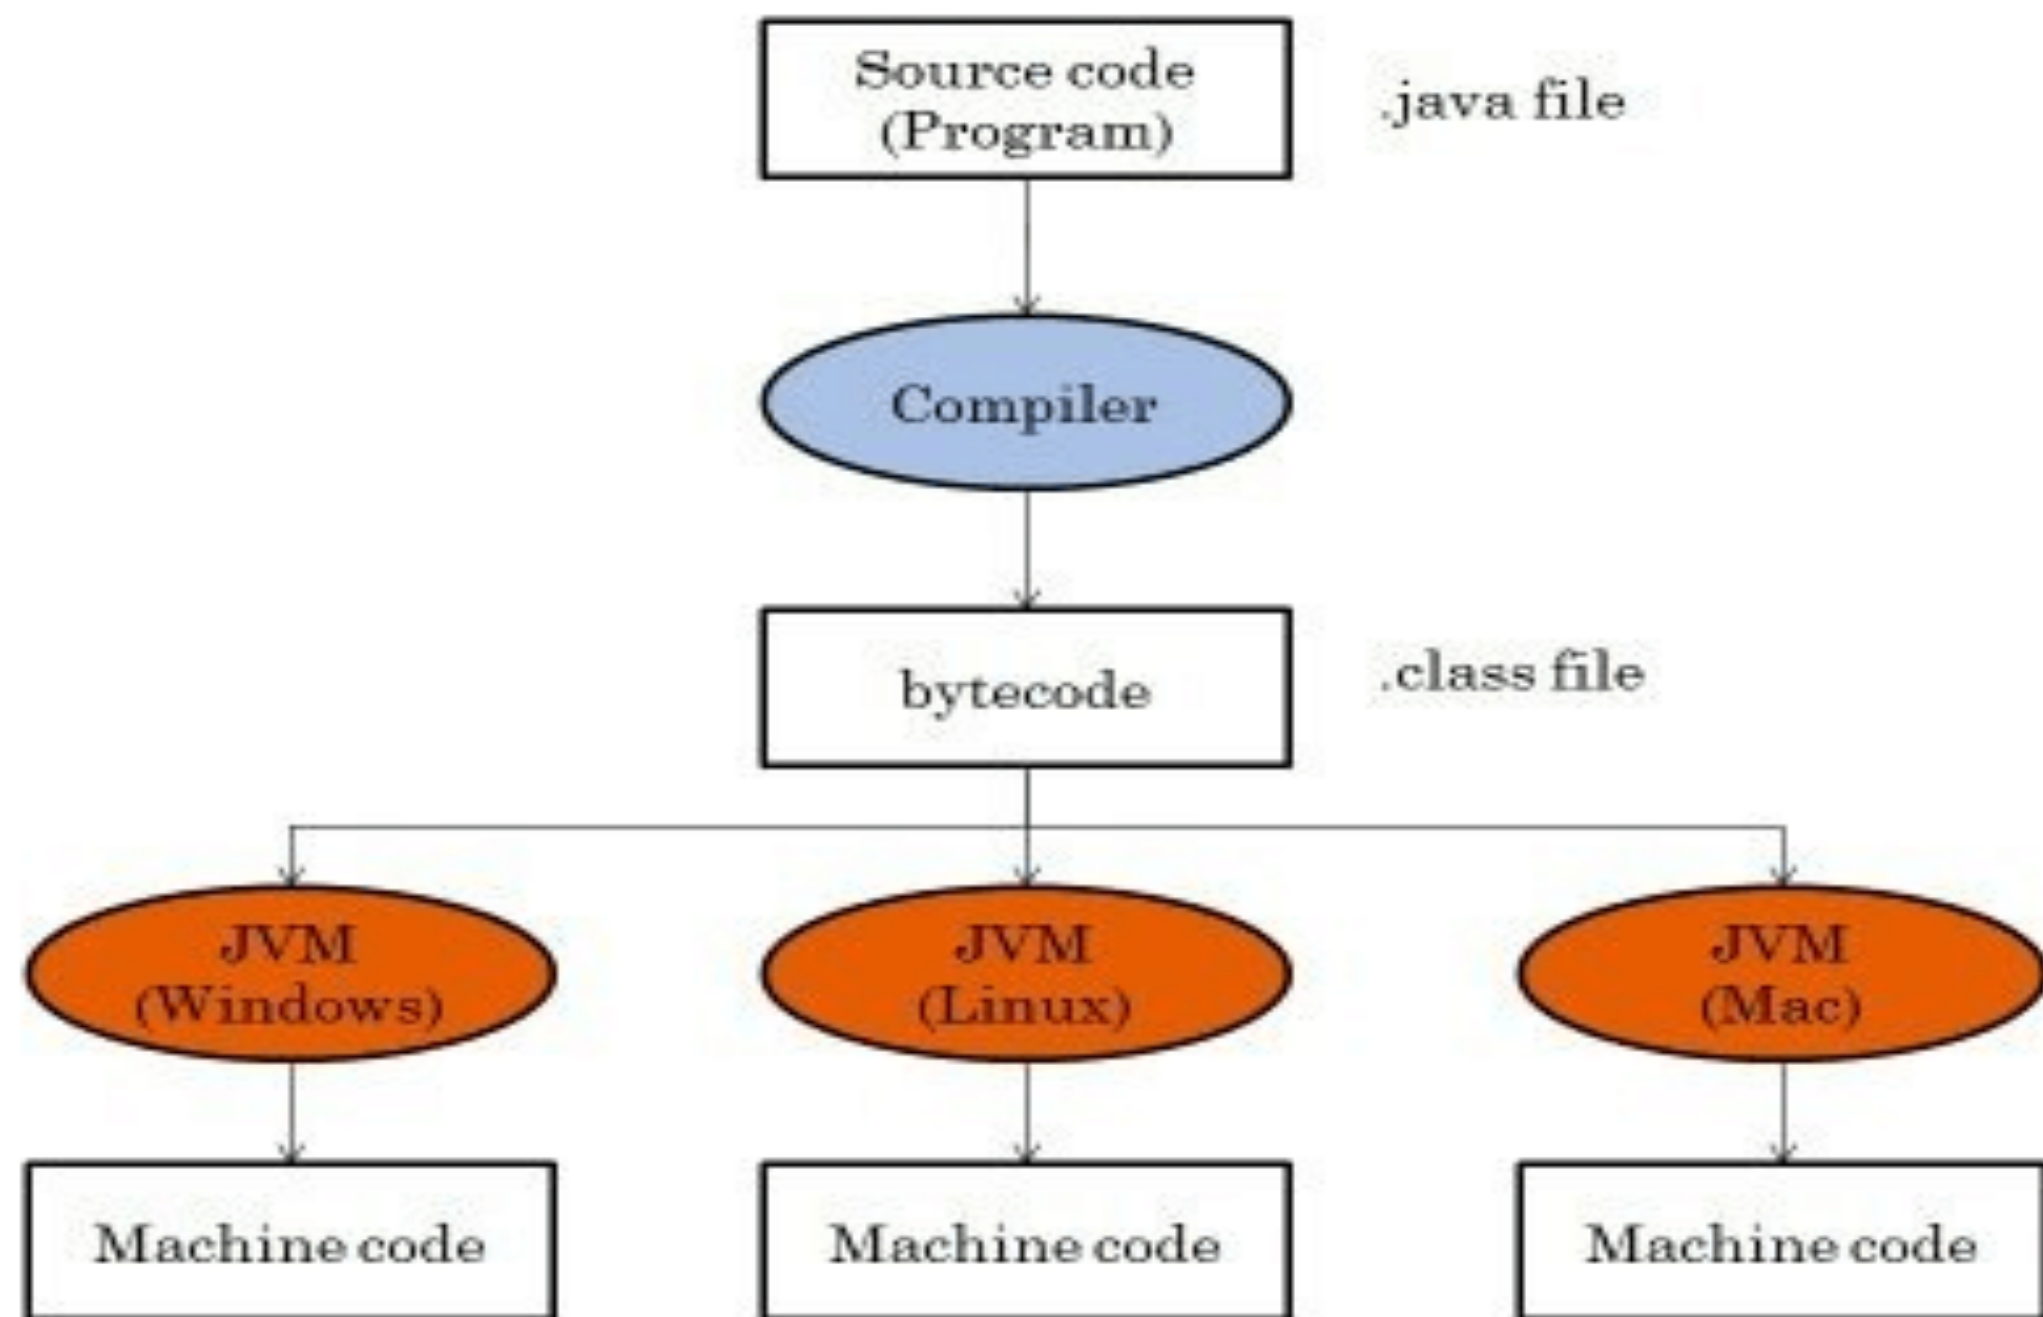 Source code
(Program)
.java file
Compiler
bytecode
.class file
JVM
(Windows)
JVM
(Linux)
JVM
(Mac)
Machine code
Machine code
Machine code